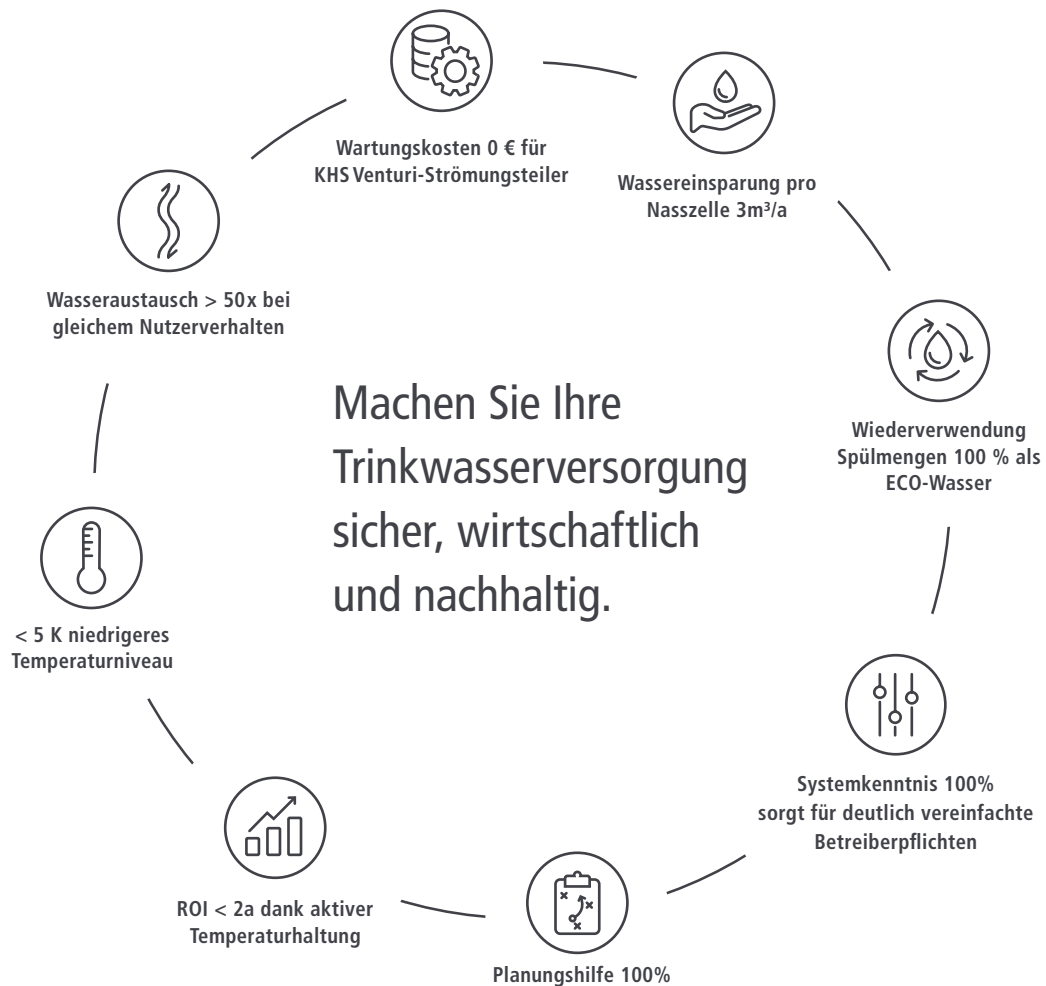 Wartungskosten 0 € für
KHS Venturi-Strömungsteiler
Wassereinsparung pro
Nasszelle 3m³/a
Wiederverwendung
Spülmengen 100 % als
ECO-Wasser
Systemkenntnis 100%
sorgt für deutlich vereinfachte
Betreiberpflichten
Planungshilfe 100%
ROI < 2a dank aktiver
Temperaturhaltung
< 5 K niedrigeres
Temperaturniveau
Wasseraustausch > 50x bei
gleichem Nutzerverhalten
Machen Sie Ihre
Trinkwasserversorgung
sicher, wirtschaftlich
und nachhaltig.